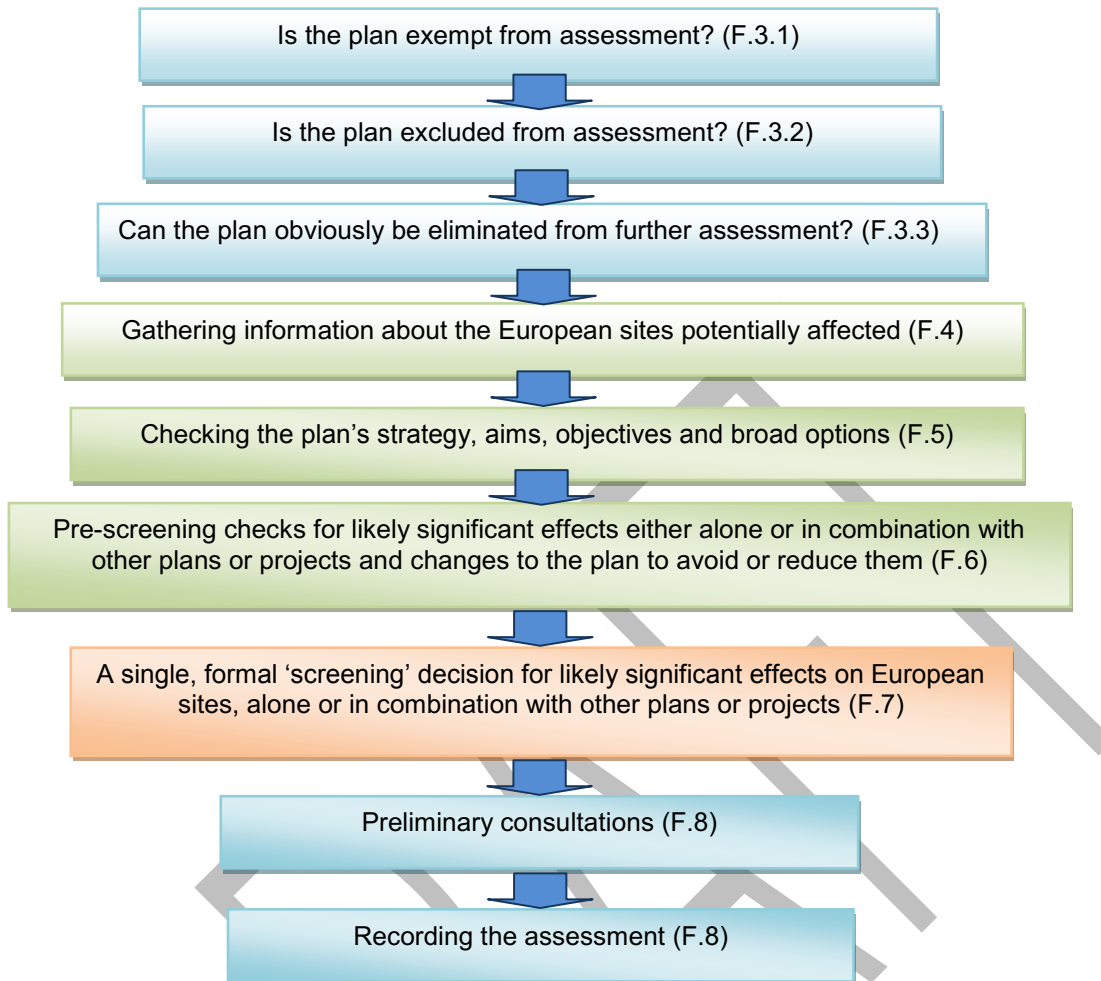 Is the plan exempt from assessment? (F.3.1)
Is the plan excluded from assessment? (F.3.2)
Can the plan obviously be eliminated from further assessment? (F.3.3)
Gathering information about the European sites potentially affected (F.4)
Checking the plan's strategy, aims, objectives and broad options (F.5)
Pre-screening checks for likely significant effects either alone or in combination with
other plans or projects and changes to the plan to avoid or reduce them (F.6)
A single, formal ‘screening’ decision for likely significant effects on European
sites, alone or in combination with other plans or projects (F.7)
Preliminary consultations (F.8)
Recording the assessment (F.8)